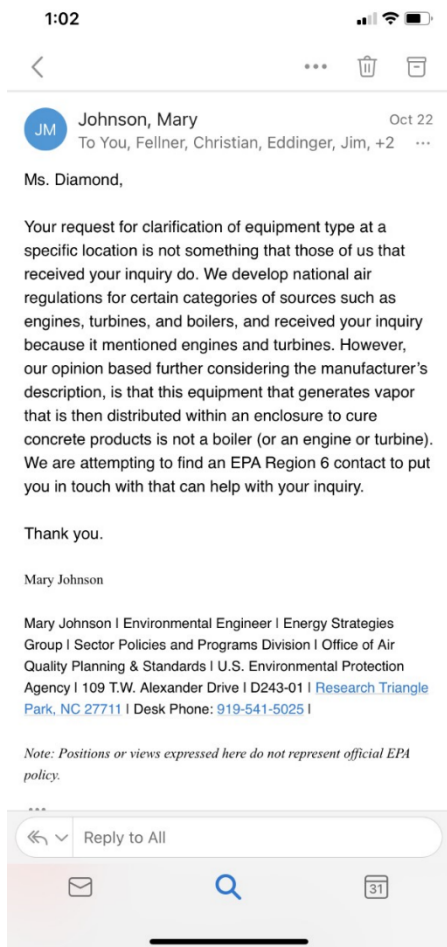 1:02
JM
Johnson, Mary
Oct 22
To You, Fellner, Christian, Eddinger, Jim, +2 ...
Ms. Diamond,
Your request for clarification of equipment type at a
specific location is not something that those of us that
received your inquiry do. We develop national air
regulations for certain categories of sources such as
engines, turbines, and boilers, and received your inquiry
because it mentioned engines and turbines. However,
our opinion based further considering the manufacturer's
description, is that this equipment that generates vapor
that is then distributed within an enclosure to cure
concrete products is not a boiler (or an engine or turbine).
We are attempting to find an EPA Region 6 contact to put
you in touch with that can help with your inquiry.
Thank you.
Mary Johnson
Mary Johnson I Environmental Engineer I Energy Strategies
Group I Sector Policies and Programs Division I Office of Air
Quality Planning & Standards I U.S. Environmental Protection
Agency I 109 T.W. Alexander Drive I D243-01 I Research Triangle
Park, NC 27711 I Desk Phone: 919-541-5025 I
Note: Positions or views expressed here do not represent official EPA
policy.
Reply to All
31